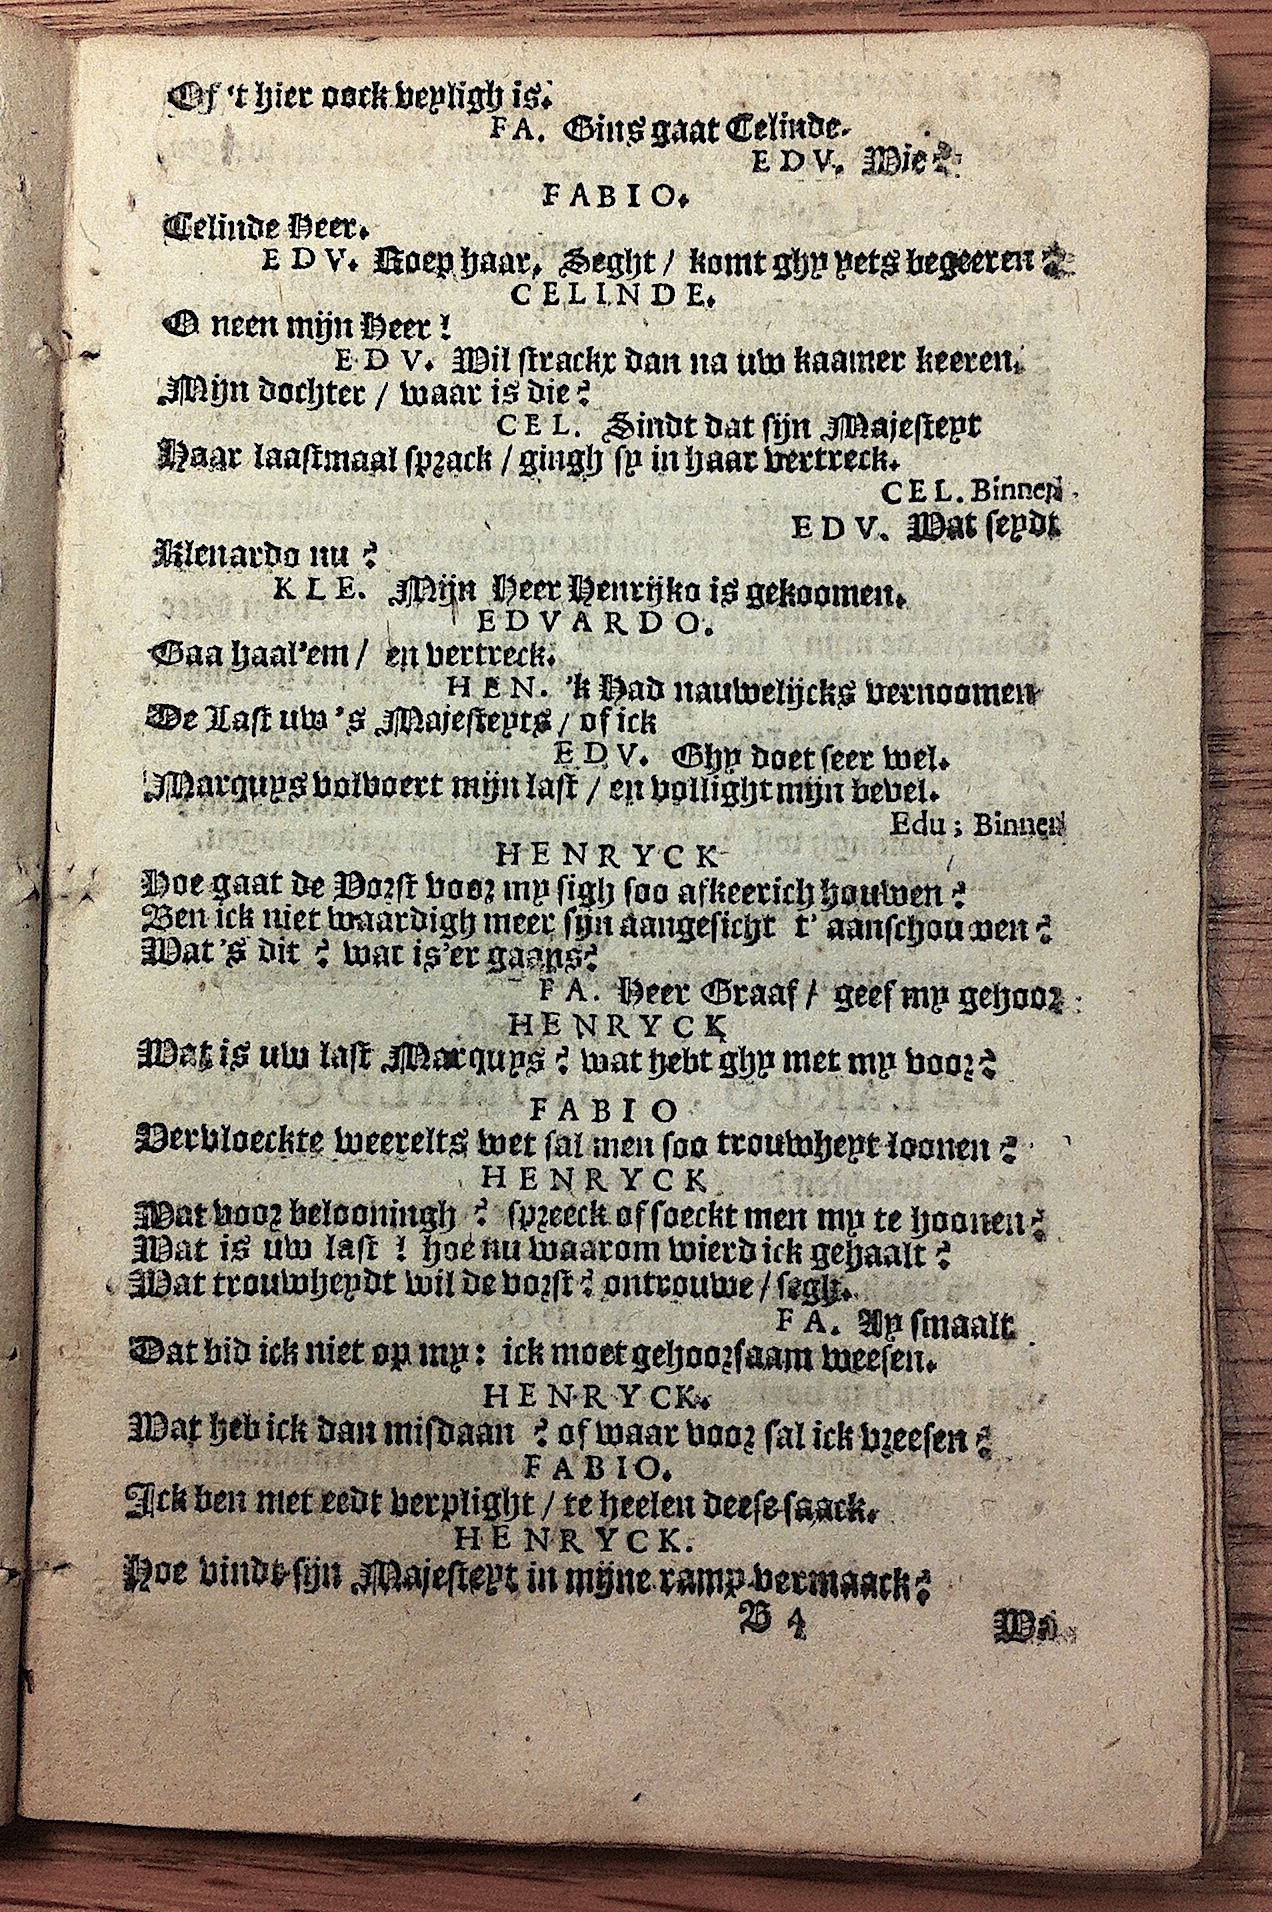 Of 't hier oock veyligh is.
FA. Gins gaat Celinde.
EDV. Wie?
FABIO.
Celinde Heer.
EDV. Roep haar. Seght / komt ghy yets begeeren?
CELINDE.
O neen mijn Heer!
EDV. Wil strackx dan na uw kaamer keeren.
Mijn dochter / waar is die?
CEL. Sindt dat sijn Majesteyt
Haar laastmaal sprack / gingh sy in haar vertreck.
CEL. Binnen
EDV. Wat seydt
Klenardo nu?
KLE. Mijn Heer Henrijko is gekoomen.
EDVARDO.
Gaa haal'em / en vertreck.
HEN. 'k Had nauwelijcks vernoomen
De Last uw 's Majesteyts / of ick
EDV. Ghy doet seer wel.
Marquys volvoert mijn last / en vollight mijn bevel.
Edu; Binnen
HENRYCK
Hoe gaat de Vorst voor my sigh soo afkeerich houwen?
Ben ick niet waardigh meer sijn aangesicht t' aanschouwen?
Wat 's dit? wat is'er gaans?
FA. Heer Graaf / geef my gehoor
HENRYCK
Wat is uw last Marquys? wat hebt ghy met my voor?
FABIO
Vervloeckte weerelts wet sal men soo trouwheyt loonen?
HENRYCK
Wat voor belooningh? spreeck of soeckt men my te hoonen?
Wat is uw last! hoe nu waarom wierd ick gehaalt?
Wat trouwheydt wil de vorst? ontrouwe / segh.
FA. Ay smaalt
Dat bid ick niet op my: ick moet gehoorsaam weesen.
HENRYCK.
Wat heb ick dan misdaan? of waar voor sal ick vreesen?
FABIO.
Ick ben met eedt verplight / te heelen deese saack.
HENRYCK.
Hoe vindt sijn Majesteyt in mijne ramp vermaack?
B 4 Wa